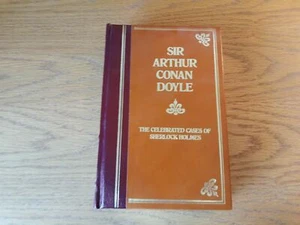 SIR
ARTHUR
CONAN
DOYLE
THE CELEBRATED CASES OF
SHERLOCK HOLMES